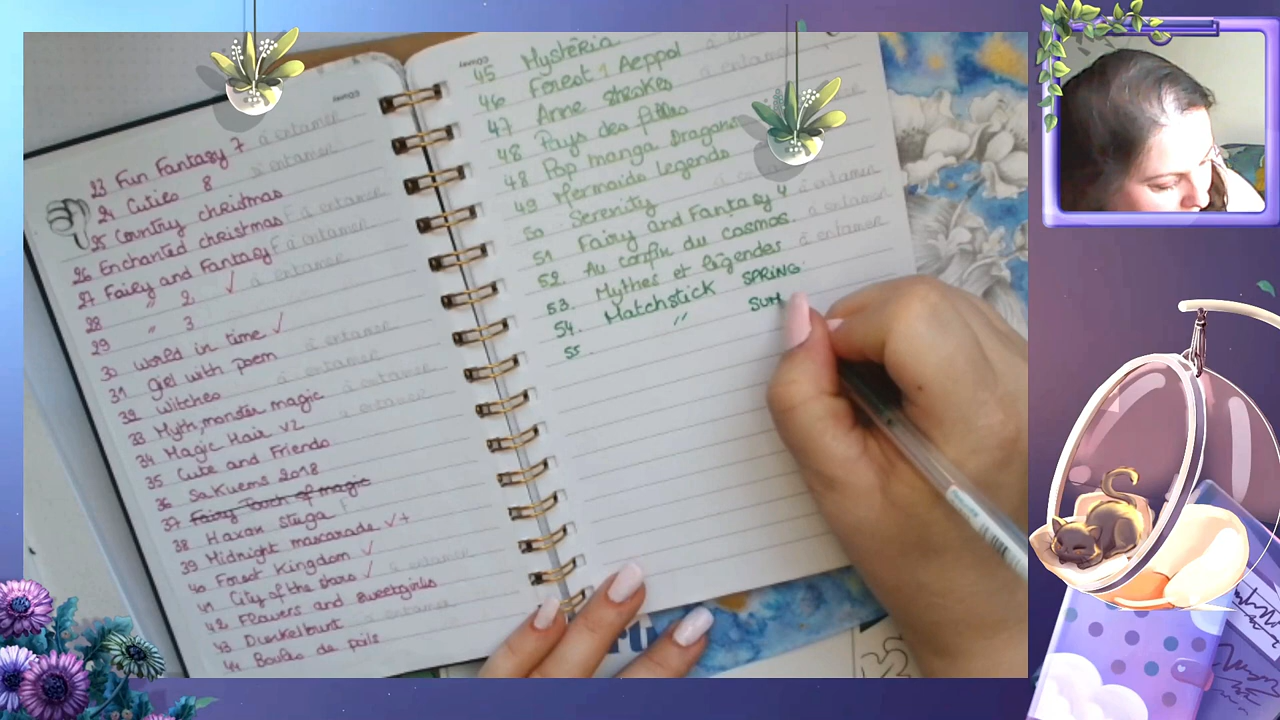 23 Fun Fantasy 7 à entamer
24 Cuties 8 à entamer
25 Country christmas
26 Enchanted christmas F à entamer
27 Fairy and Fantasy F à entamer
28 " 2 ✓ à entamer
29 " 3
30 World in time ✓
31 girl with poem
32 Witches à entamer
33 Myth, monster magic à entamer
34 Magic Hair v2 à entamer
35 Cute and Friends à entamer
36 Sakuems 2018
37 Fairy Touch of magic
38 Haxan stuga F
39 Midnight mascarade ✓+
40 Forest Kingdom ✓
41 City of the stars ✓ à entamer
42 Flowers and sweetgirls
43 Dunkelbunt à entamer
44 Boules de poils
45 Mystéria à entamer
46 Forest 1 Aeppol à entamer
47 Anne stokes
48 Pays des filles
48 Pop manga Dragons
49 Mermaids legends
50 Serenity
51 Fairy and Fantasy 4 à entamer
52. Au confin du cosmos. à entamer
53. Mythes et légendes à entamer
54. Matchstick SPRING.
55. " SUM